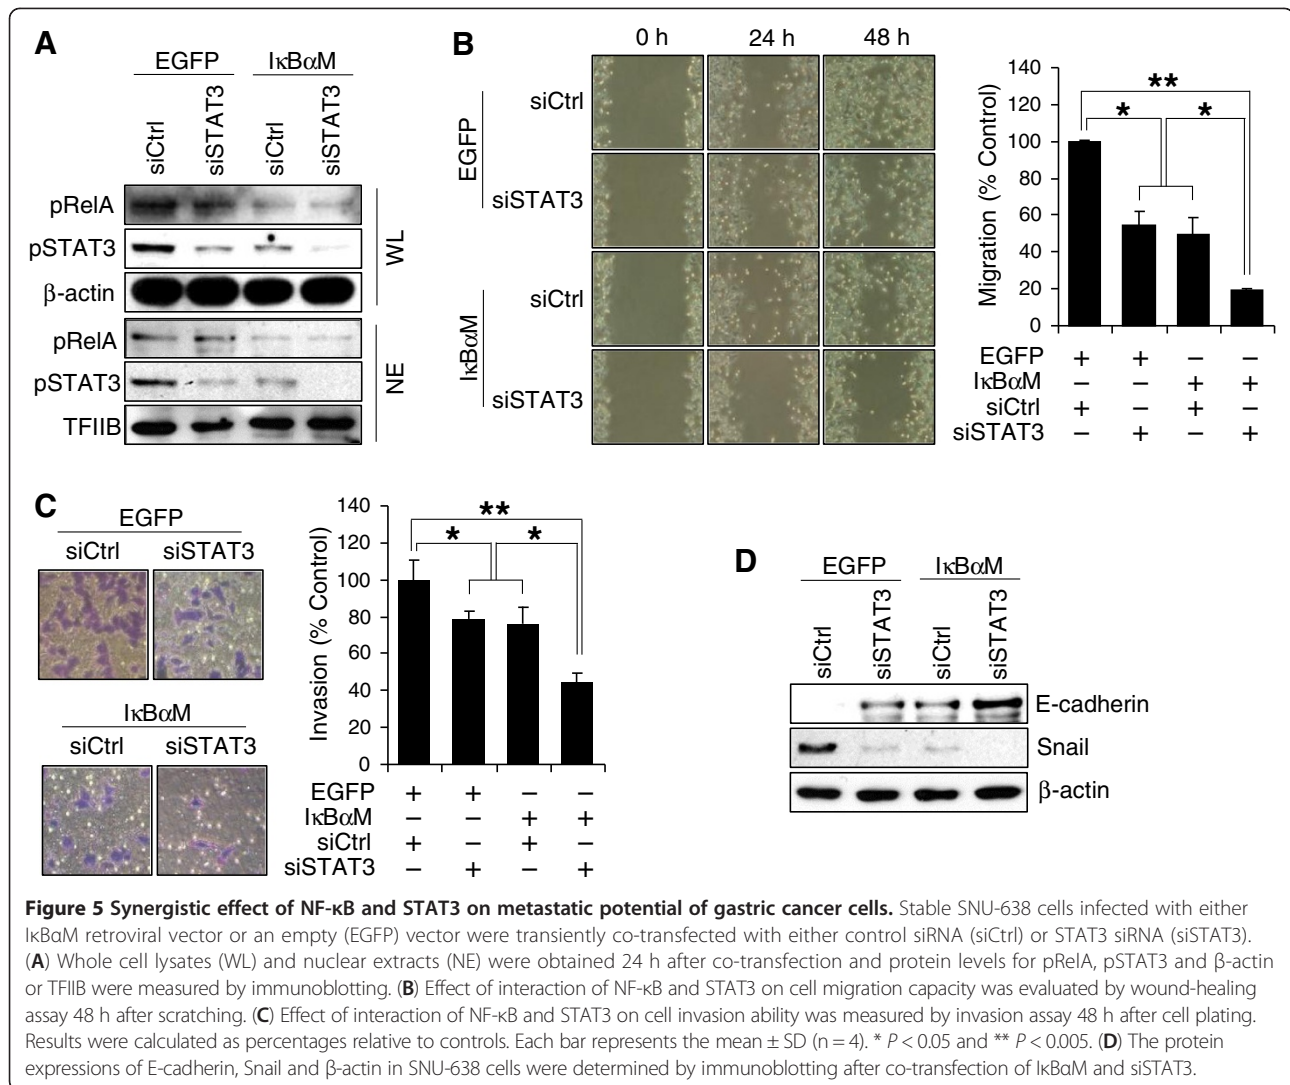 A
EGFP IκBαM
siCtrl siSTAT3 siCtrl siSTAT3
pRelA
pSTAT3
β-actin
WL
pRelA
pSTAT3
TFIIB
NE
B
0 h 24 h 48 h
EGFP
siCtrl
siSTAT3
IκBαM
siCtrl
siSTAT3
Migration (% Control)
140
120
100
80
60
40
20
0
** 
* *
EGFP + + − −
IκBαM − − + +
siCtrl + − + −
siSTAT3 − + − +
C
EGFP
siCtrl siSTAT3
IκBαM
siCtrl siSTAT3
Invasion (% Control)
140
120
100
80
60
40
20
0
**
* *
EGFP + + − −
IκBαM − − + +
siCtrl + − + −
siSTAT3 − + − +
D
EGFP IκBαM
siCtrl siSTAT3 siCtrl siSTAT3
E-cadherin
Snail
β-actin
Figure 5 Synergistic effect of NF-κB and STAT3 on metastatic potential of gastric cancer cells. Stable SNU-638 cells infected with either
IκBαM retroviral vector or an empty (EGFP) vector were transiently co-transfected with either control siRNA (siCtrl) or STAT3 siRNA (siSTAT3).
(A) Whole cell lysates (WL) and nuclear extracts (NE) were obtained 24 h after co-transfection and protein levels for pRelA, pSTAT3 and β-actin
or TFIIB were measured by immunoblotting. (B) Effect of interaction of NF-κB and STAT3 on cell migration capacity was evaluated by wound-healing
assay 48 h after scratching. (C) Effect of interaction of NF-κB and STAT3 on cell invasion ability was measured by invasion assay 48 h after cell plating.
Results were calculated as percentages relative to controls. Each bar represents the mean ± SD (n = 4). * P < 0.05 and ** P < 0.005. (D) The protein
expressions of E-cadherin, Snail and β-actin in SNU-638 cells were determined by immunoblotting after co-transfection of IκBαM and siSTAT3.